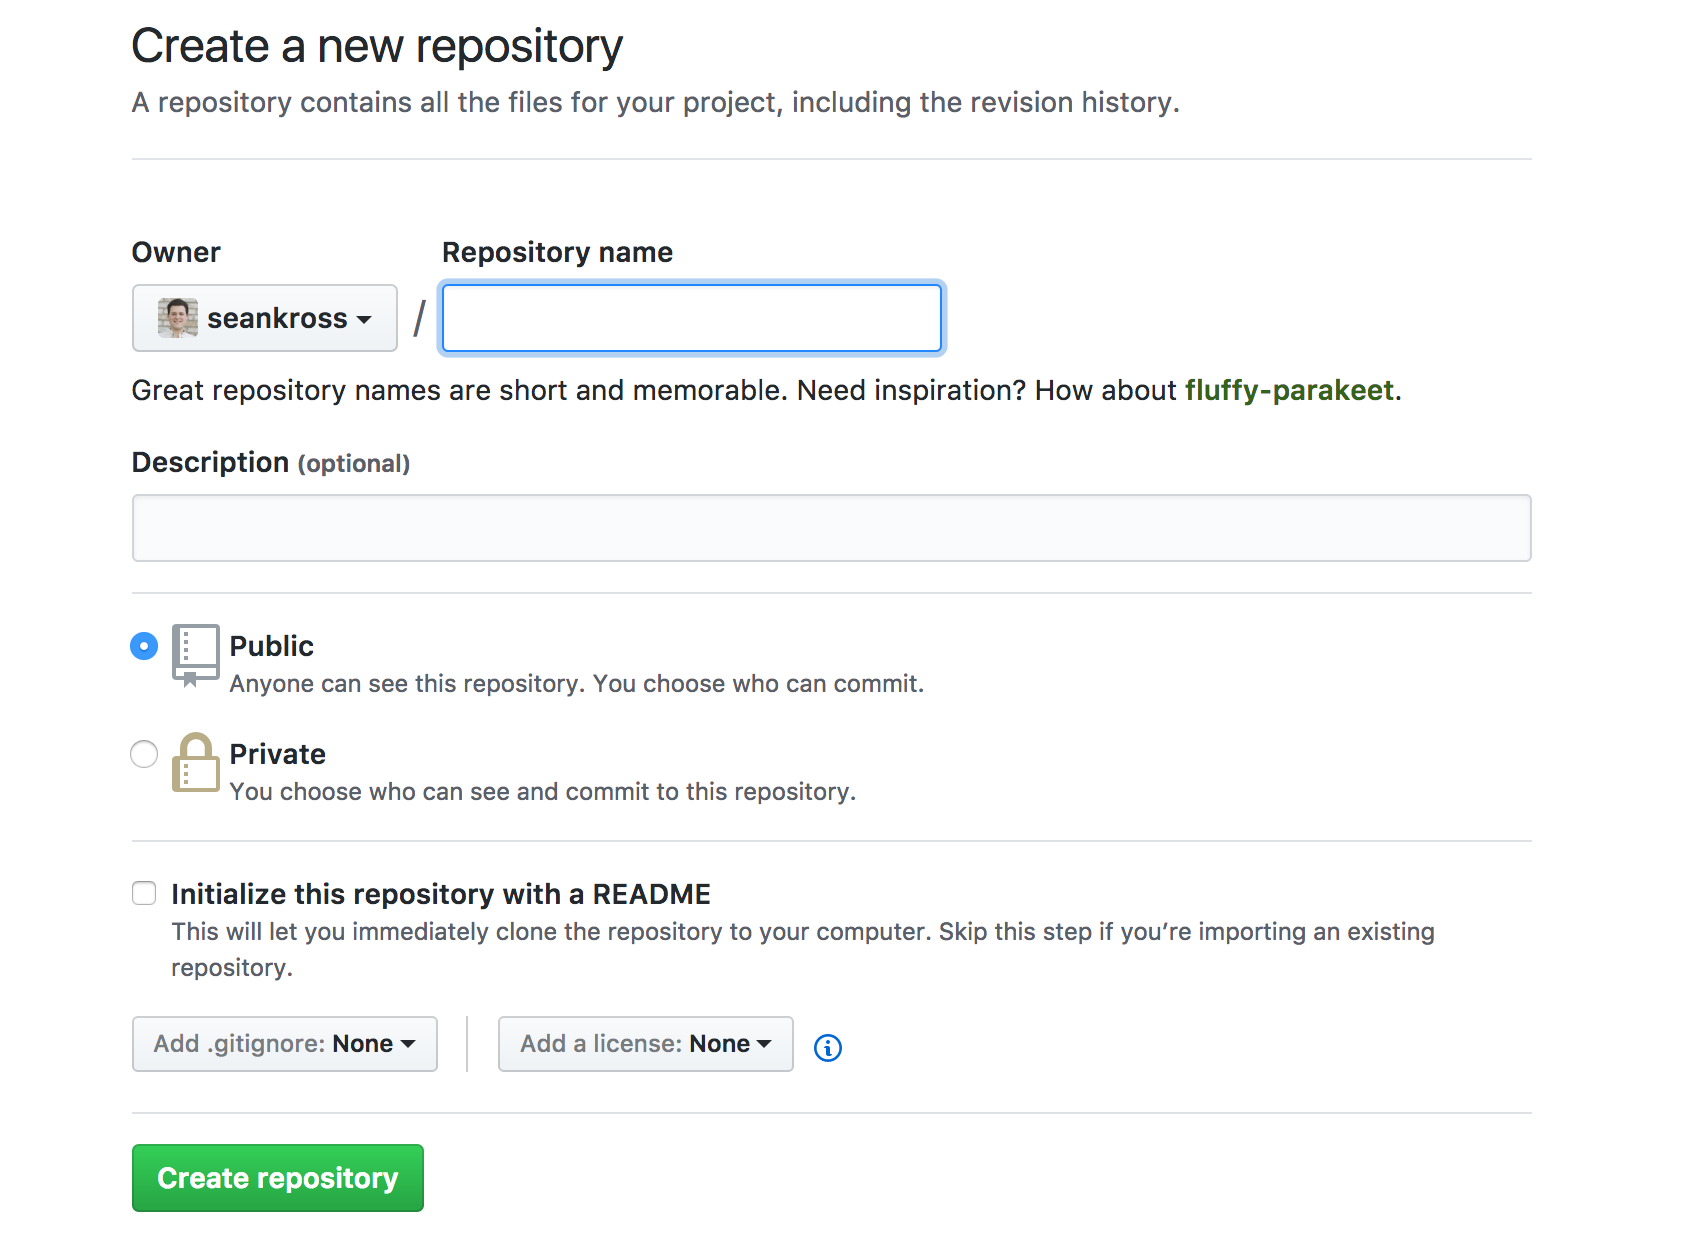 Create a new repository
A repository contains all the files for your project, including the revision history.
Owner
Repository name
seankross
/
Great repository names are short and memorable. Need inspiration? How about fluffy-parakeet.
Description (optional)
Public
Anyone can see this repository. You choose who can commit.
Private
You choose who can see and commit to this repository.
Initialize this repository with a README
This will let you immediately clone the repository to your computer. Skip this step if you’re importing an existing
repository.
Add .gitignore: None
Add a license: None
Create repository